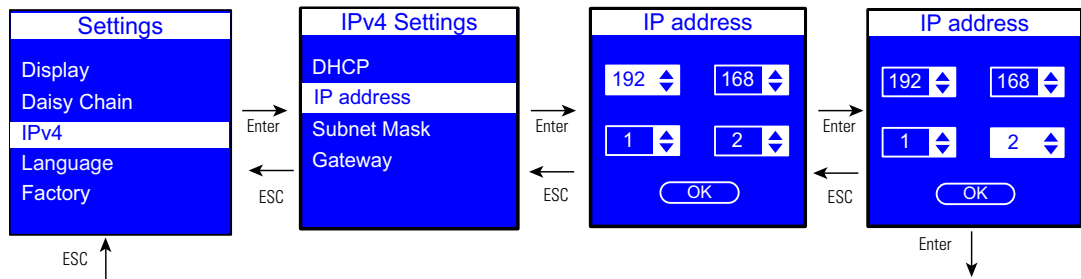 Settings
Display
Daisy Chain
IPv4
Language
Factory
Enter
ESC
IPv4 Settings
DHCP
IP address
Subnet Mask
Gateway
Enter
ESC
IP address
192 168
1 2
OK
Enter
ESC
IP address
192 168
1 2
OK
ESC
Enter